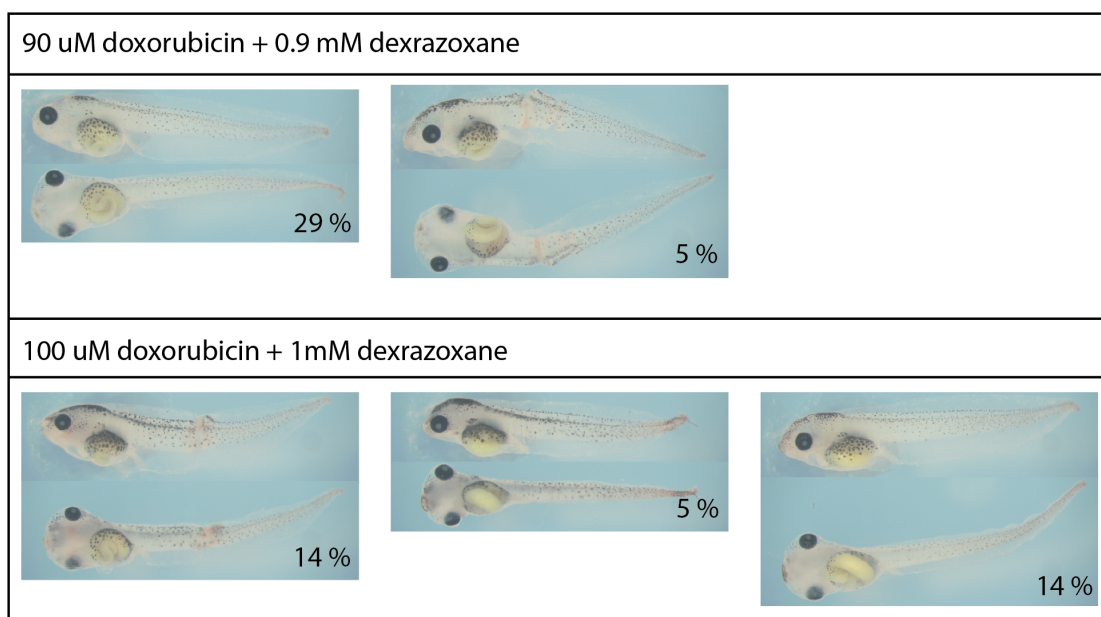 90 uM doxorubicin + 0.9 mM dexrazoxane
29 %
5 %
100 uM doxorubicin + 1mM dexrazoxane
14 %
5 %
14 %